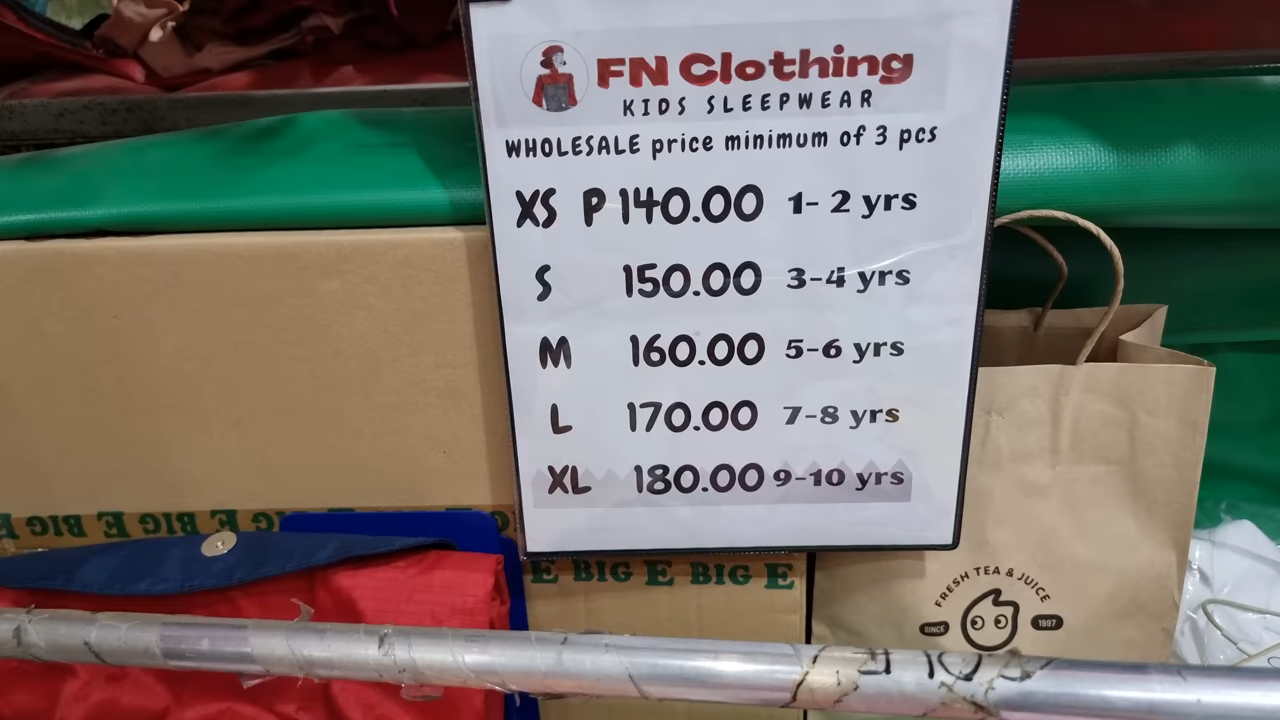 FN Clothing
KIDS SLEEPWEAR
WHOLESALE price minimum of 3 pcs
XS P 140.00 1- 2 yrs
S 150.00 3-4 yrs
M 160.00 5-6 yrs
L 170.00 7-8 yrs
XL 180.00 9-10 yrs
BIG E BIG E BIG E
E BIG E BIG E
FRESH TEA & JUICE
SINCE 1997